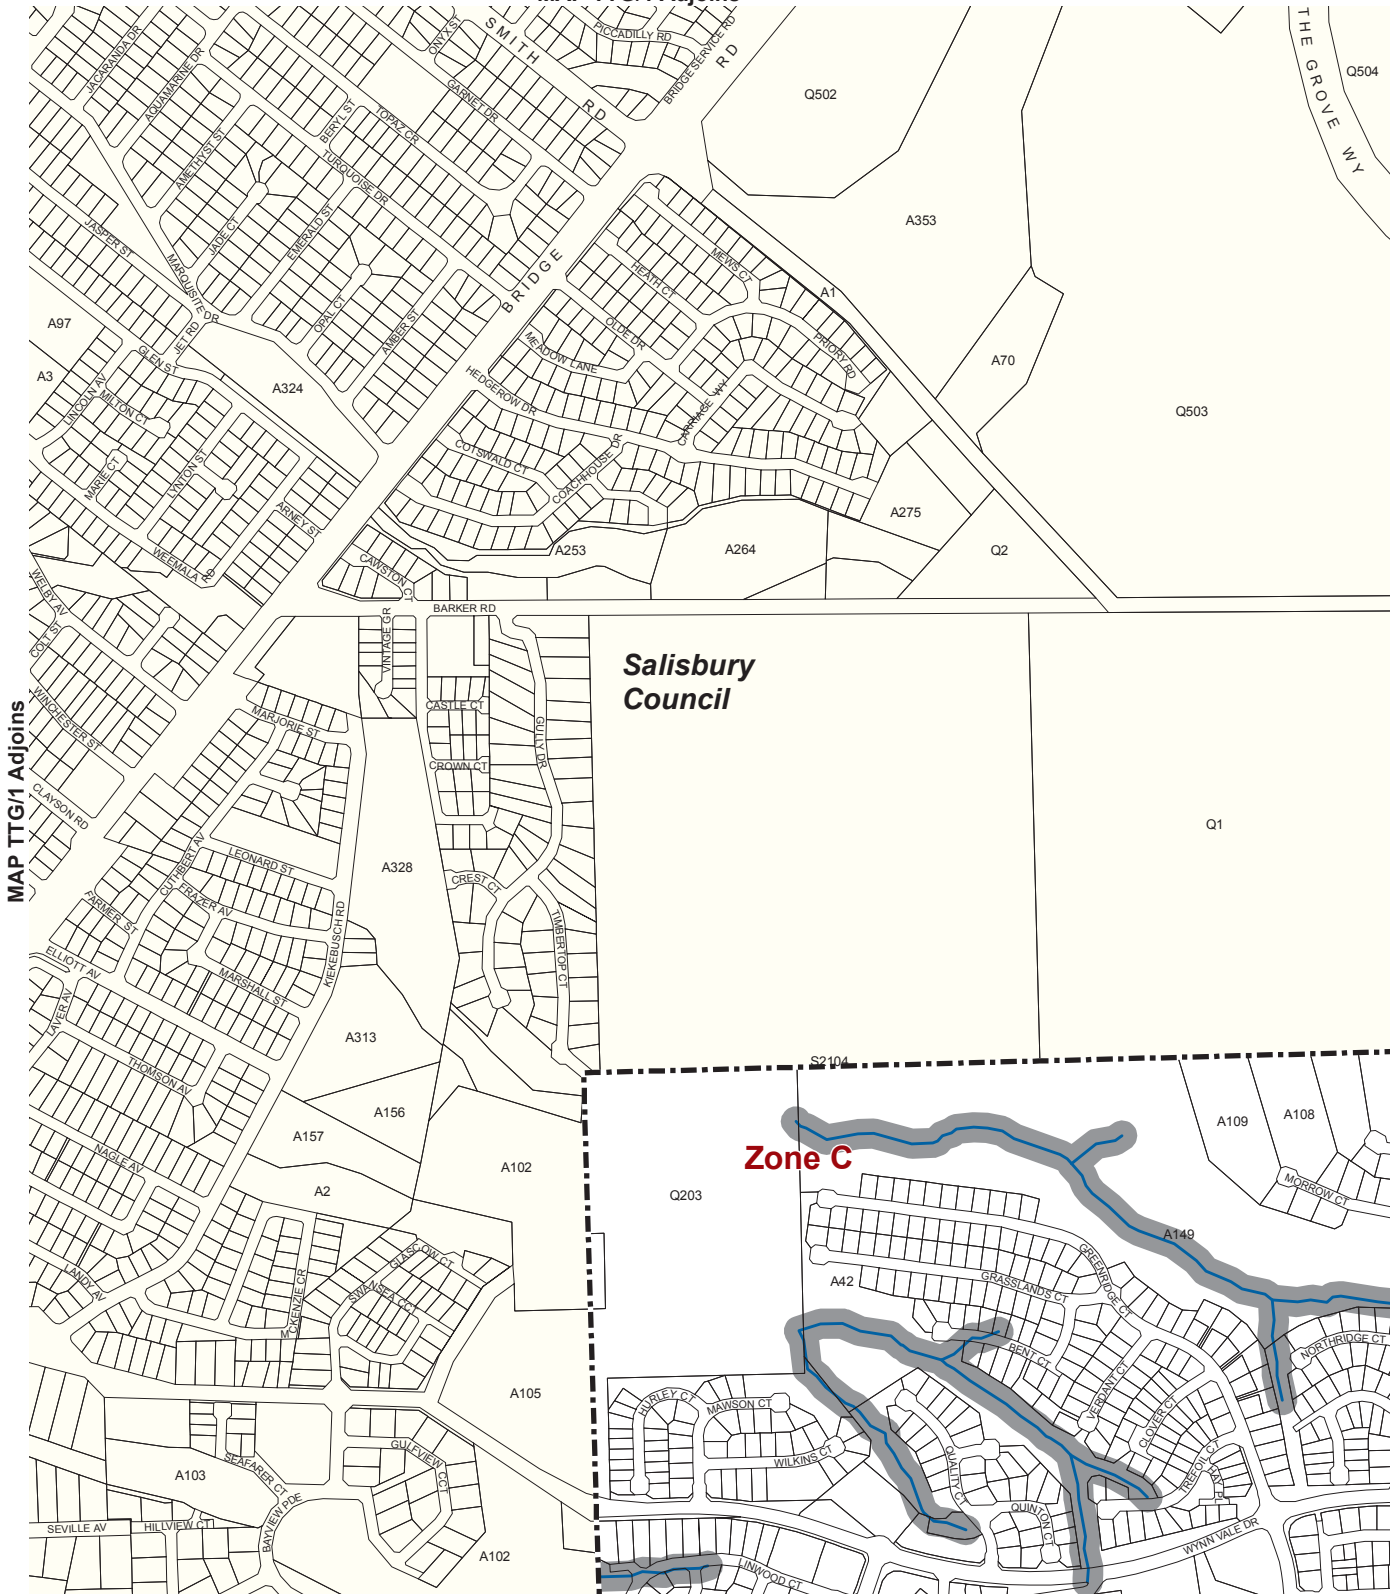 SMITH
RD
ONYX ST
PICCADILLY RD
BRIDGE SERVICE RD
RD
JACARANDA DR
AQUAMARINE DR
GARNET DR
Q502
THE GROVE WY
Q504
BERYL ST
TOPAZ CR
AMETHYST ST
TURQUOISE DR
JASPER ST
JADE CT
EMERALD ST
A353
MARQUISITE DR
BRIDGE
MEWS CT
HEATH CT
A1
OPAL CT
AMBER ST
OLDE DR
PRIORY RD
A97
JET RD
GLEN ST
MEADOW LANE
A70
A3
LINCOLN AV
MILTON CT
A324
HEDGEROW DR
CARRIAGE WY
Q503
COTSWALD CT
COACHHOUSE DR
MARIE CT
LYNTON ST
ARNEY ST
A275
WEEMALA RD
CAWSTON CT
A253
A264
Q2
WELBY AV
BARKER RD
COLT ST
VINTAGE GR
Salisbury
Council
WINCHESTER ST
MARJORIE ST
CASTLE CT
GULLY DR
MAP TTG/1 Adjoins
CROWN CT
CLAYSON RD
Q1
CUTHBERT AV
LEONARD ST
A328
CREST CT
FARMER ST
FRAZER AV
KIEKEBUSCH RD
TIMBERTOP CT
ELLIOTT AV
MARSHALL ST
LAVER AV
A313
THOMSON AV
S2104
A156
A157
A109
A108
NAGLE AV
A102
Zone C
A2
Q203
MORROW CT
A149
LANDY AV
GLASCOW CT
SWANSEA CCT
MCKENZIE CR
A42
GRASSLANDS CT
GREENRIDGE CT
BENT CT
NORTHRIDGE CT
A105
HURLEY CT
MAWSON CT
VERDANT CT
CLOVER CT
WILKINS CT
QUALITY CT
TREFOIL CT
HAY PL
A103
SEAFARER CT
GULFVIEW CCT
BAYVIEW PDE
QUINTON CT
SEVILLE AV
HILLVIEW CT
A102
LINWOOD CT
WYNN VALE DR